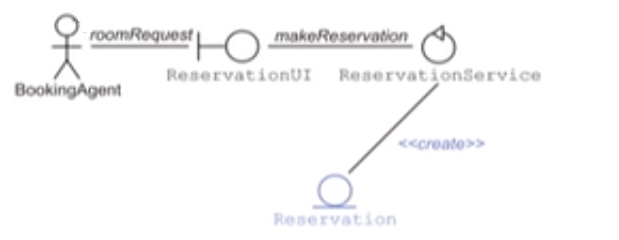 roomRequest
makeReservation
ReservationUI
ReservationService
BookingAgent
<<create>>
Reservation